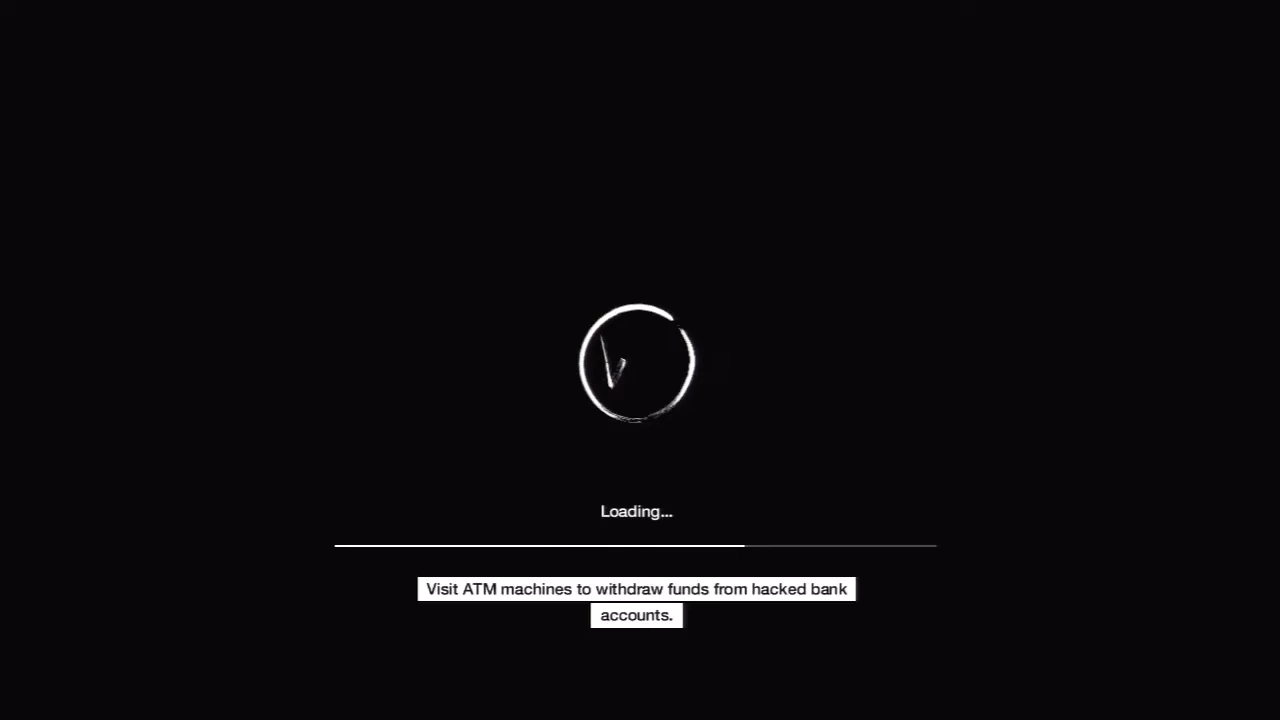 Loading...
Visit ATM machines to withdraw funds from hacked bank
accounts.